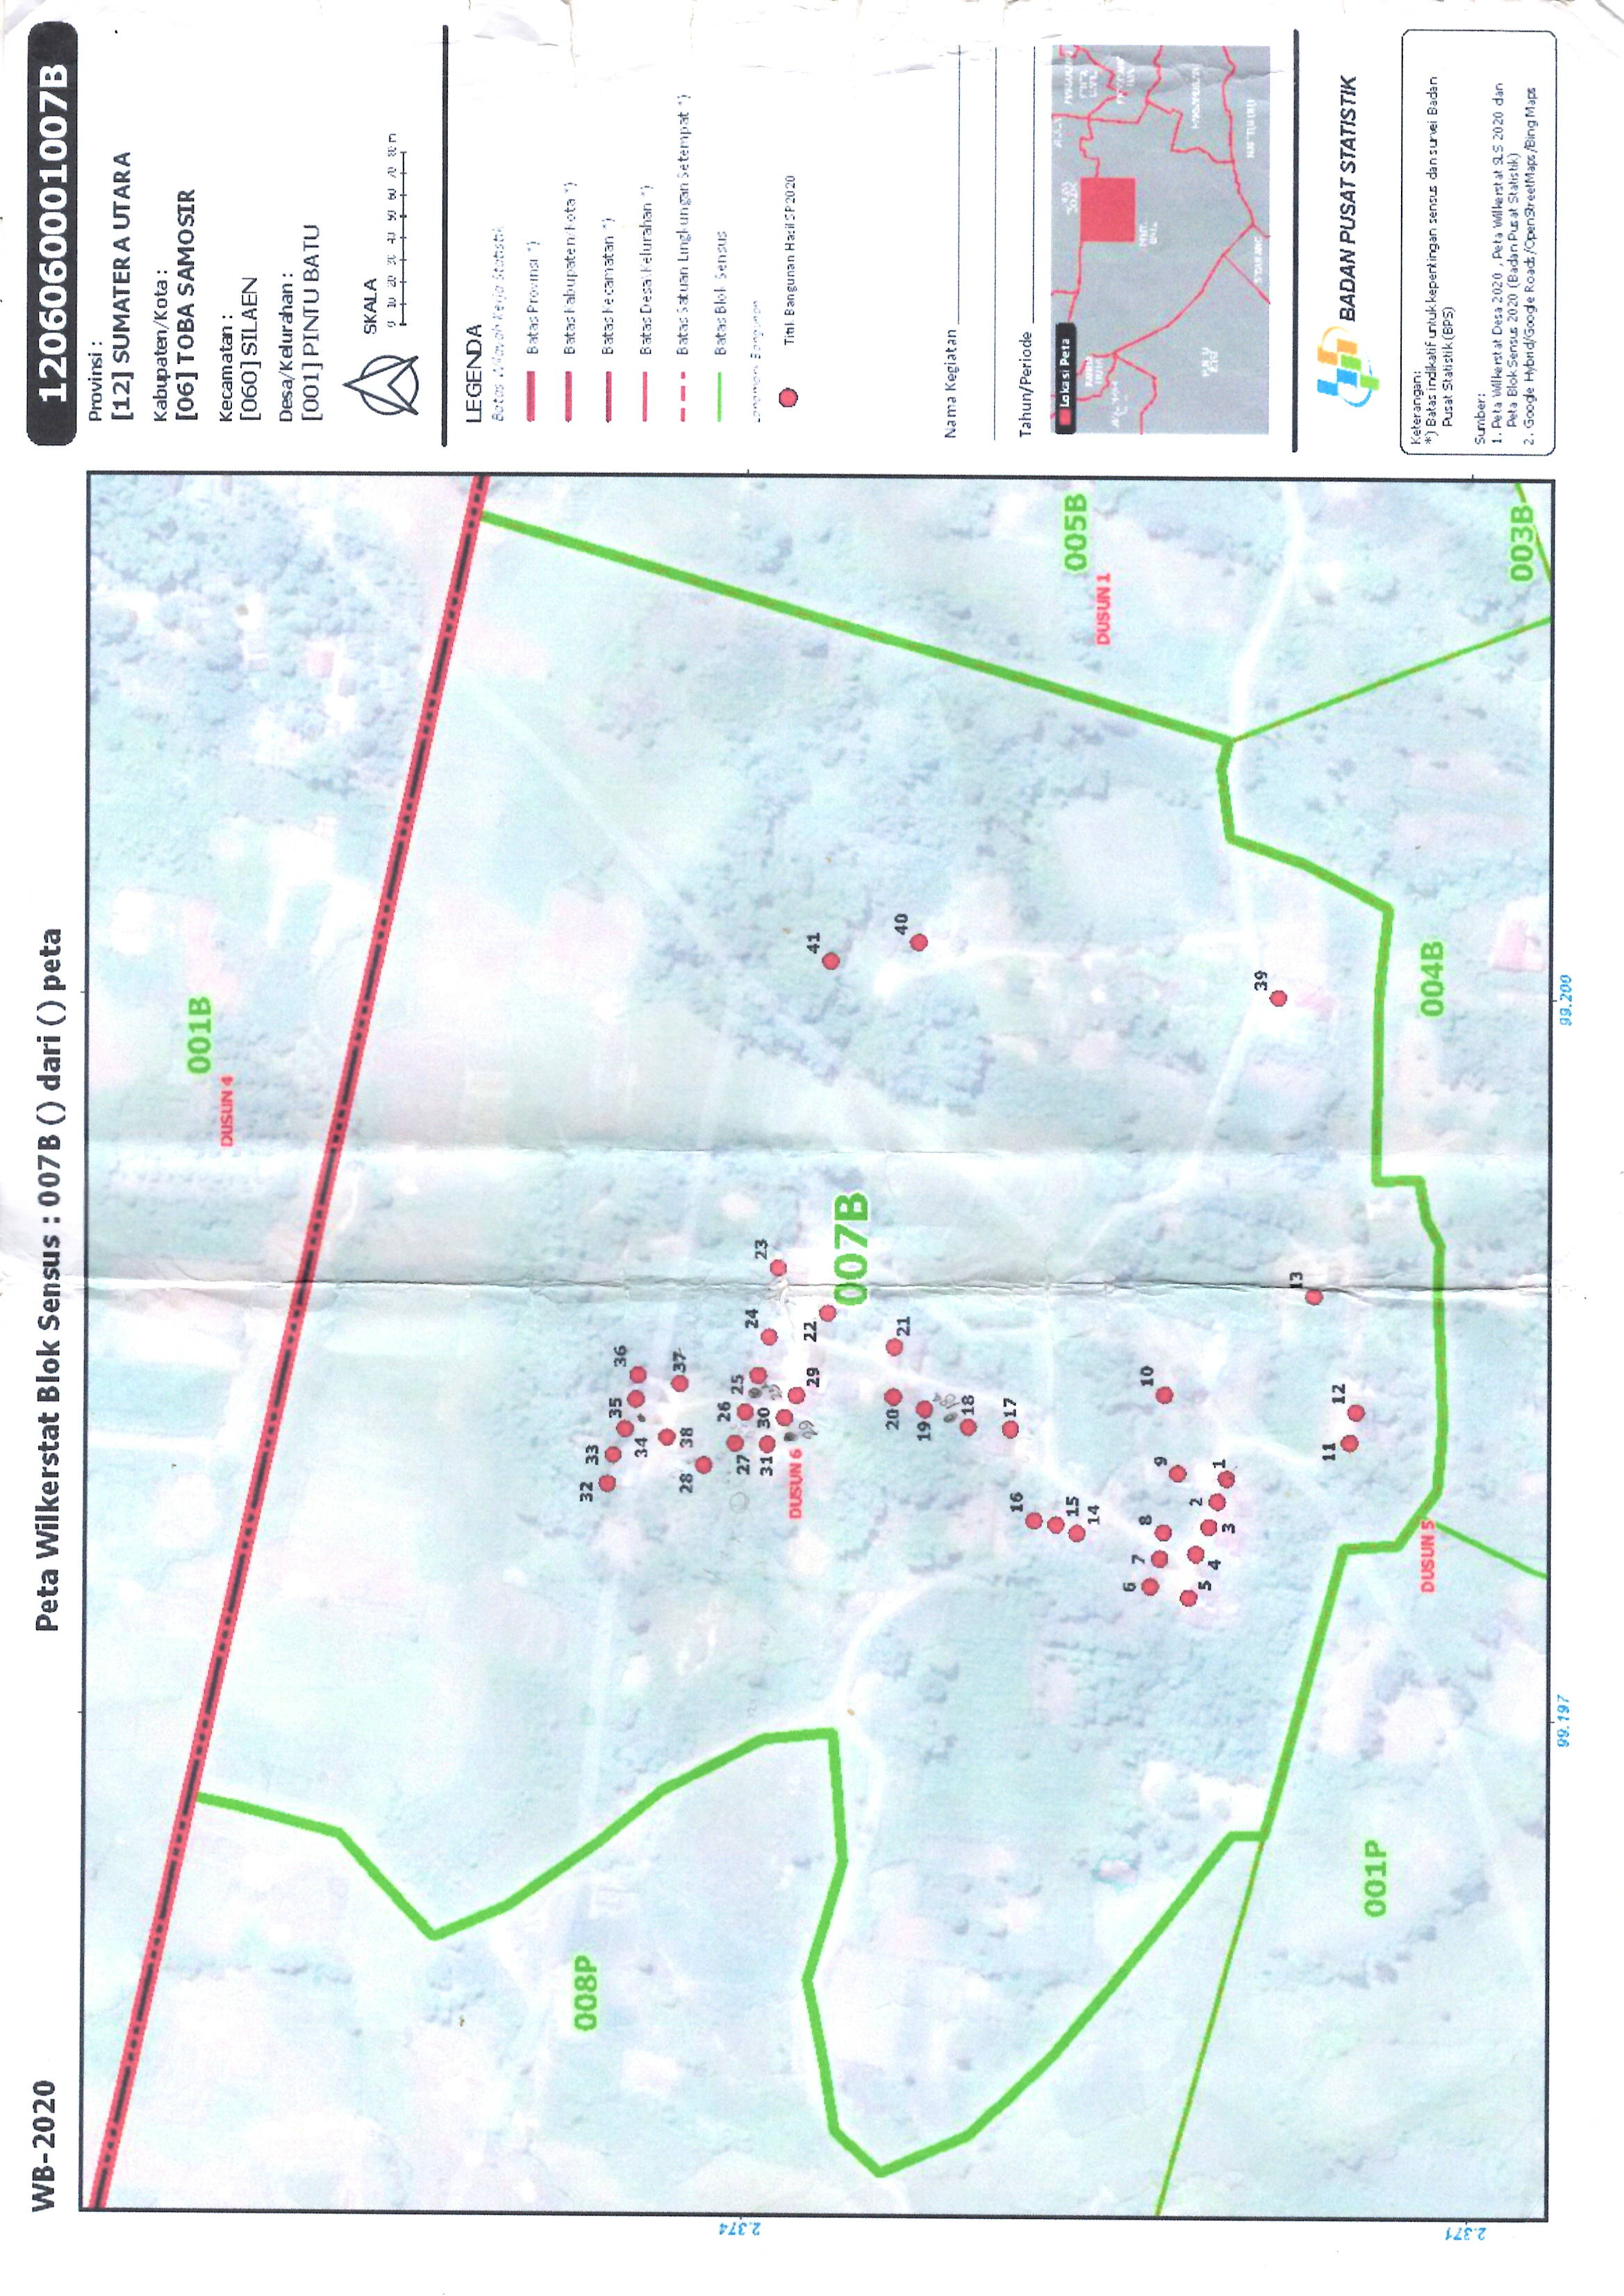 WB-2020
Peta Wilkerstat Blok Sensus : 007B () dari () peta
1206060001007B
Provinsi :
[12] SUMATERA UTARA
Kabupaten/Kota :
[06] TOBA SAMOSIR
Kecamatan :
[060] SILAEN
Desa/Kelurahan :
[001] PINTU BATU
SKALA
0 10 20 30 40 50 60 70 80 m
LEGENDA
Batas Wilayah Kerja Statistik
Batas Provinsi *)
Batas Kabupaten/Kota *)
Batas Kecamatan *)
Batas Desa/Kelurahan *)
Batas Satuan Lingkungan Setempat *)
Batas Blok Sensus
Bangunan
Titik Bangunan Hasil SP2020
Nama Kegiatan
Tahun/Periode
Lokasi Peta
BADAN PUSAT STATISTIK
Keterangan:
*) Batas indikatif untuk kepentingan sensus dan survei Badan
Pusat Statistik (BPS)
Sumber:
1. Peta Wilkerstat Desa 2020 , Peta Wilkerstat SLS 2020 dan
Peta Blok Sensus 2020 (Badan Pusat Statistik)
2. Google Hybrid/Google Roads/OpenStreetMaps/Bing Maps
001B
DUSUN 4
008P
32
33
35
36
34
37
28
38
26
27
25
24
23
31
30
25
DUSUN 6
29
29
22
41
007B
20
21
40
19
18
17
16
15
14
005B
DUSUN 1
6
7
8
9
10
5
4
2
3
1
39
13
11
12
001P
DUSUN 5
004B
003B
2.374
2.371
99.197
99.200